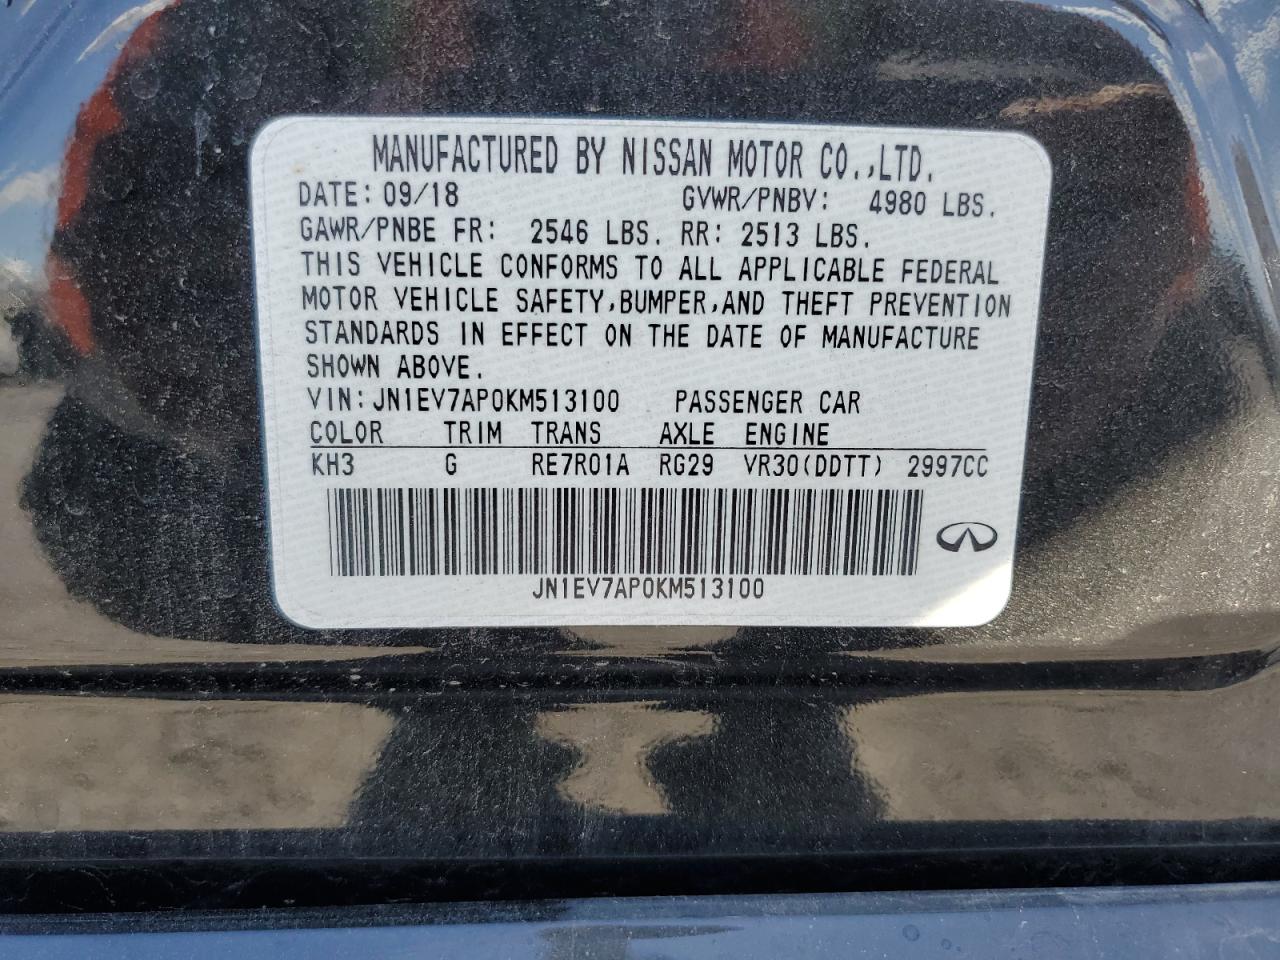 MANUFACTURED BY NISSAN MOTOR CO.,LTD.
DATE: 09/18 GVWR/PNBV: 4980 LBS.
GAWR/PNBE FR: 2546 LBS. RR: 2513 LBS.
THIS VEHICLE CONFORMS TO ALL APPLICABLE FEDERAL
MOTOR VEHICLE SAFETY,BUMPER,AND THEFT PREVENTION
STANDARDS IN EFFECT ON THE DATE OF MANUFACTURE
SHOWN ABOVE.
VIN:JN1EV7AP0KM513100 PASSENGER CAR
COLOR TRIM TRANS AXLE ENGINE
KH3 G RE7R01A RG29 VR30(DDTT) 2997CC
JN1EV7AP0KM513100